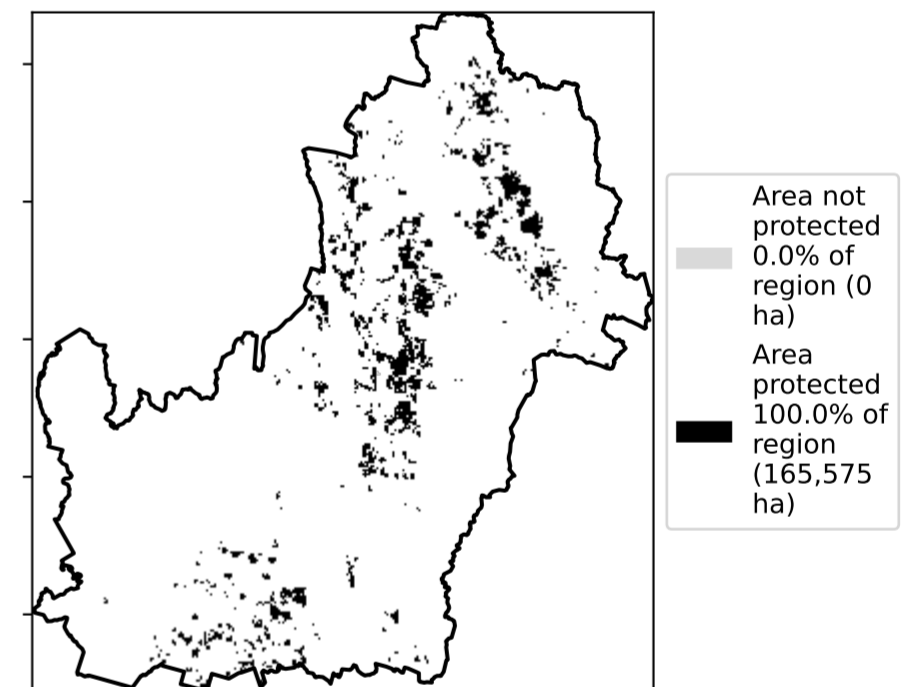 Area not
protected
0.0% of
region (0
ha)
Area
protected
100.0% of
region
(165,575
ha)